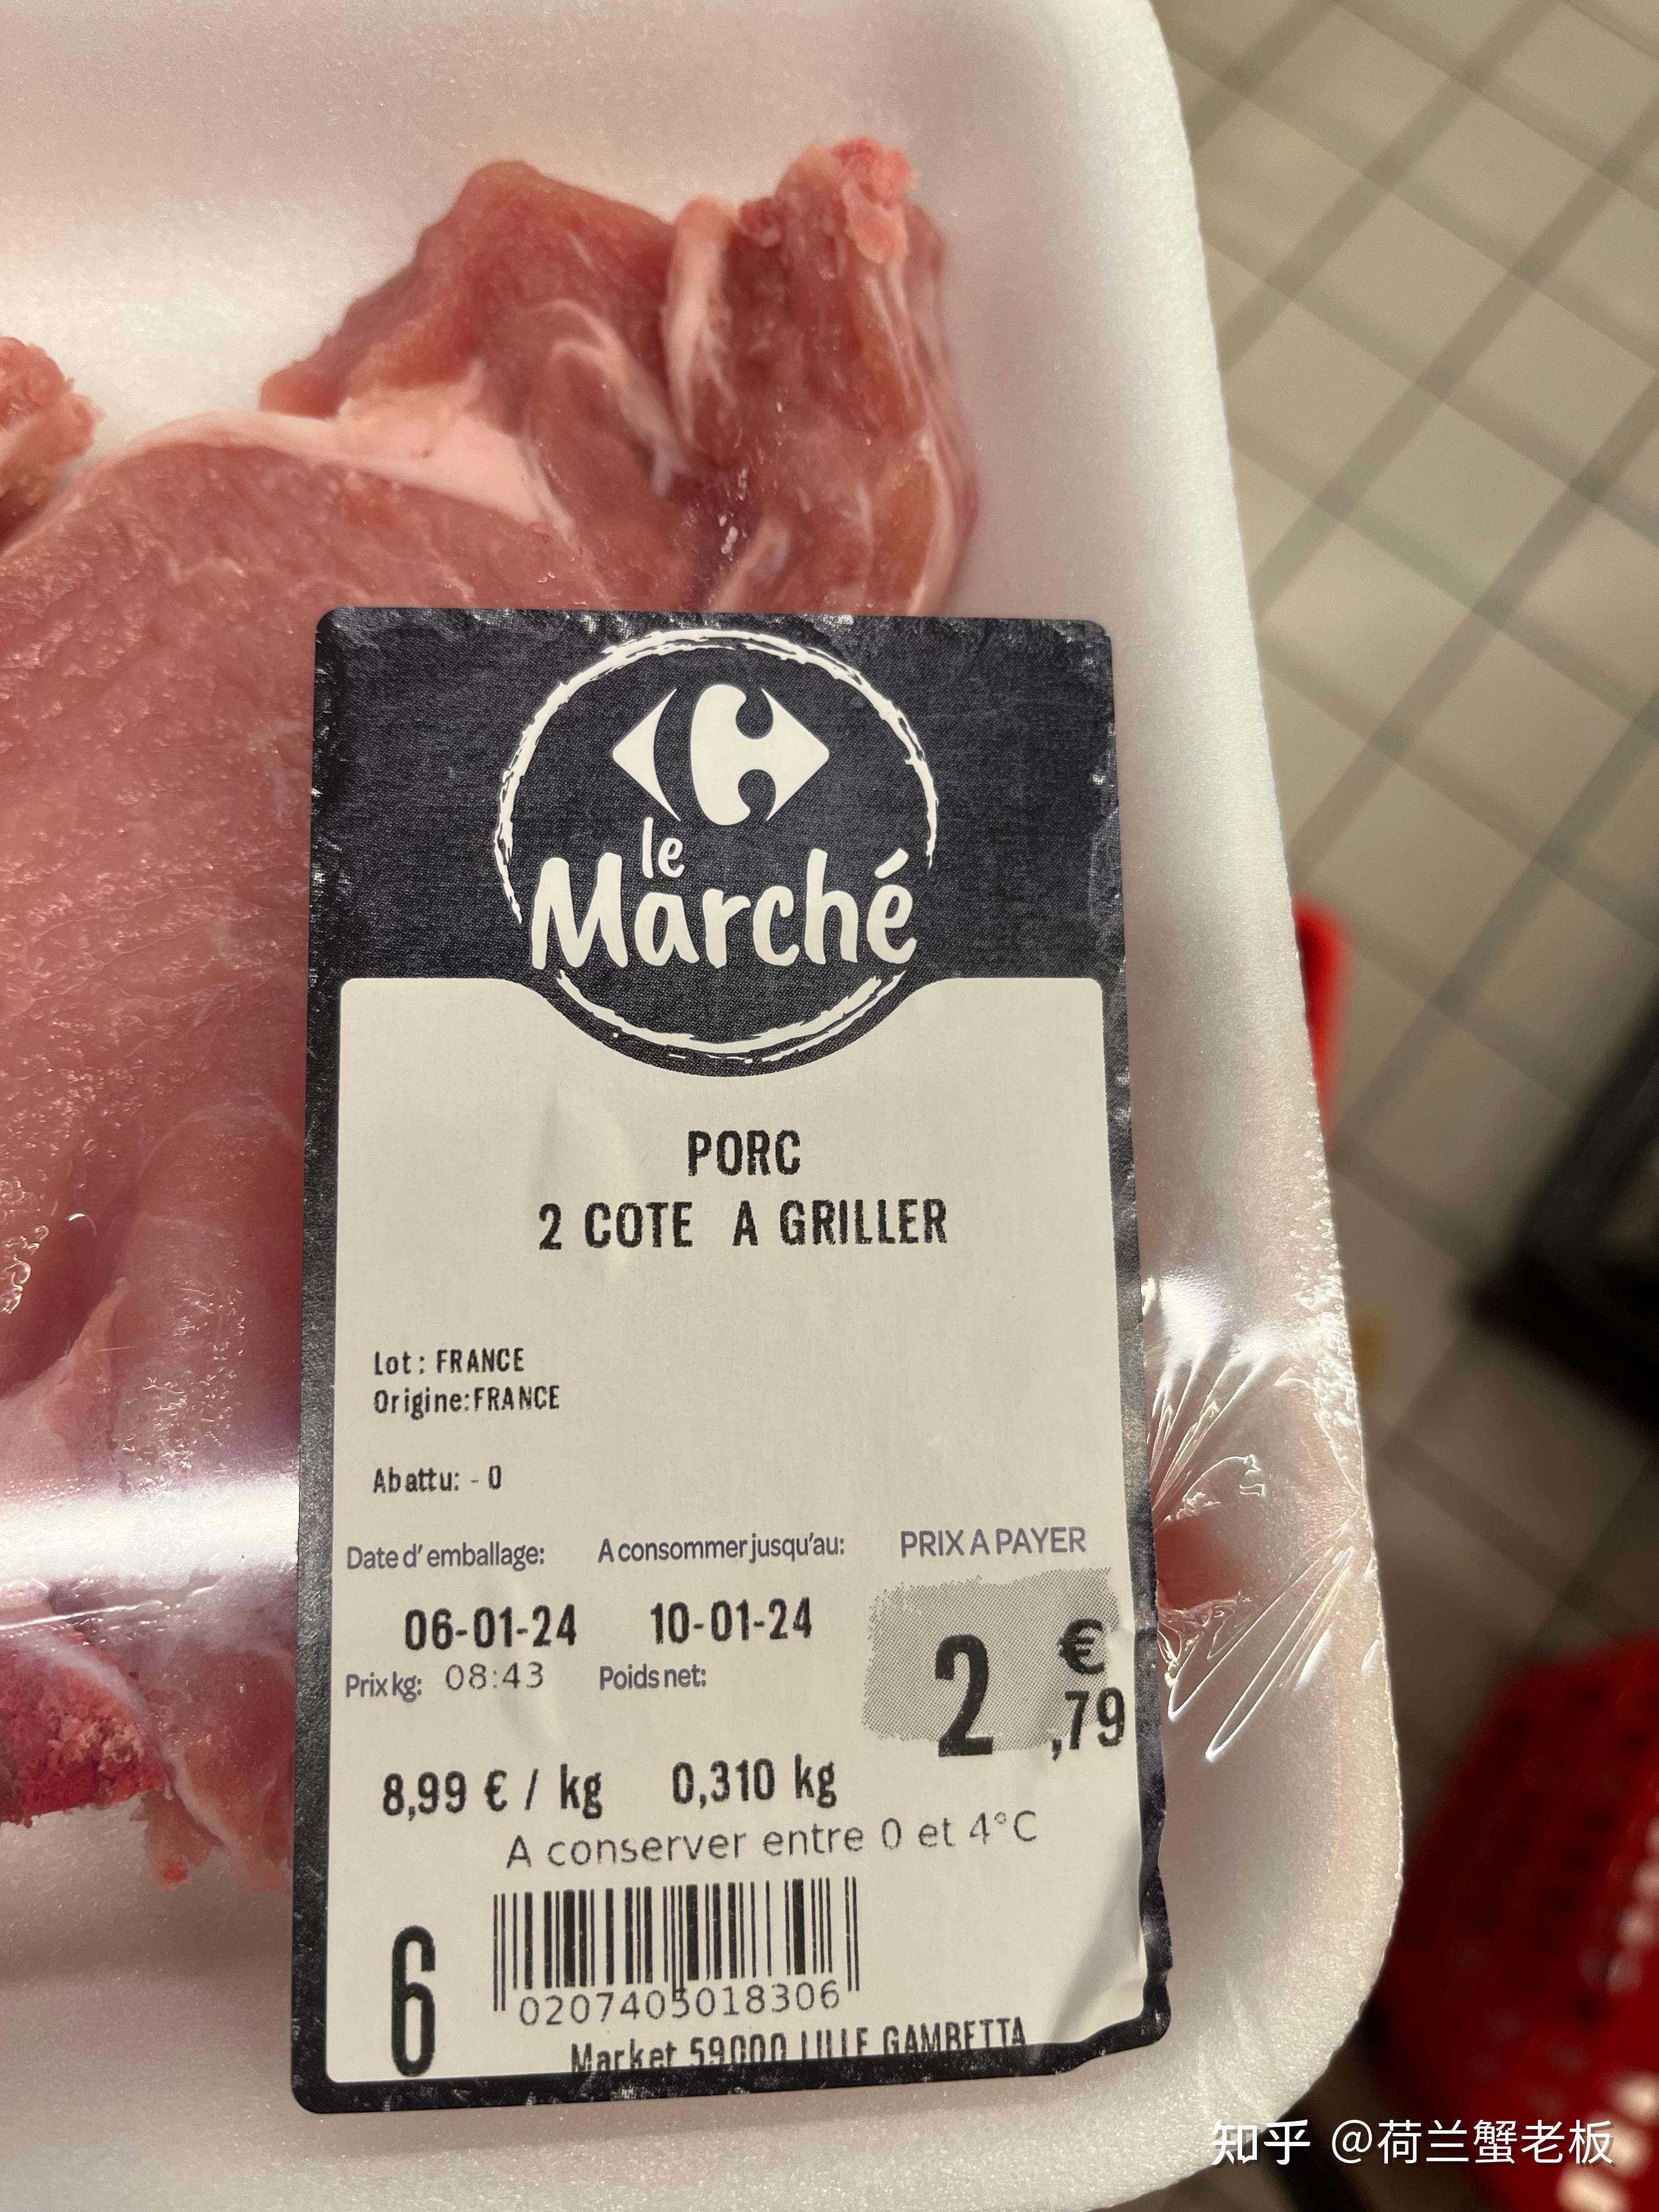 le
Marché
PORC
2 COTE A GRILLER
Lot: FRANCE
Origine:FRANCE
Abattu: - 0
Date d'emballage: A consommer jusqu'au: PRIX A PAYER
06-01-24 10-01-24
Prix kg: 08:43 Poids net:
2 €,79
8,99 € / kg 0,310 kg
A conserver entre 0 et 4°C
6
0207405018306
Market 59000 LILLE GAMBETTA
知乎 @荷兰蟹老板